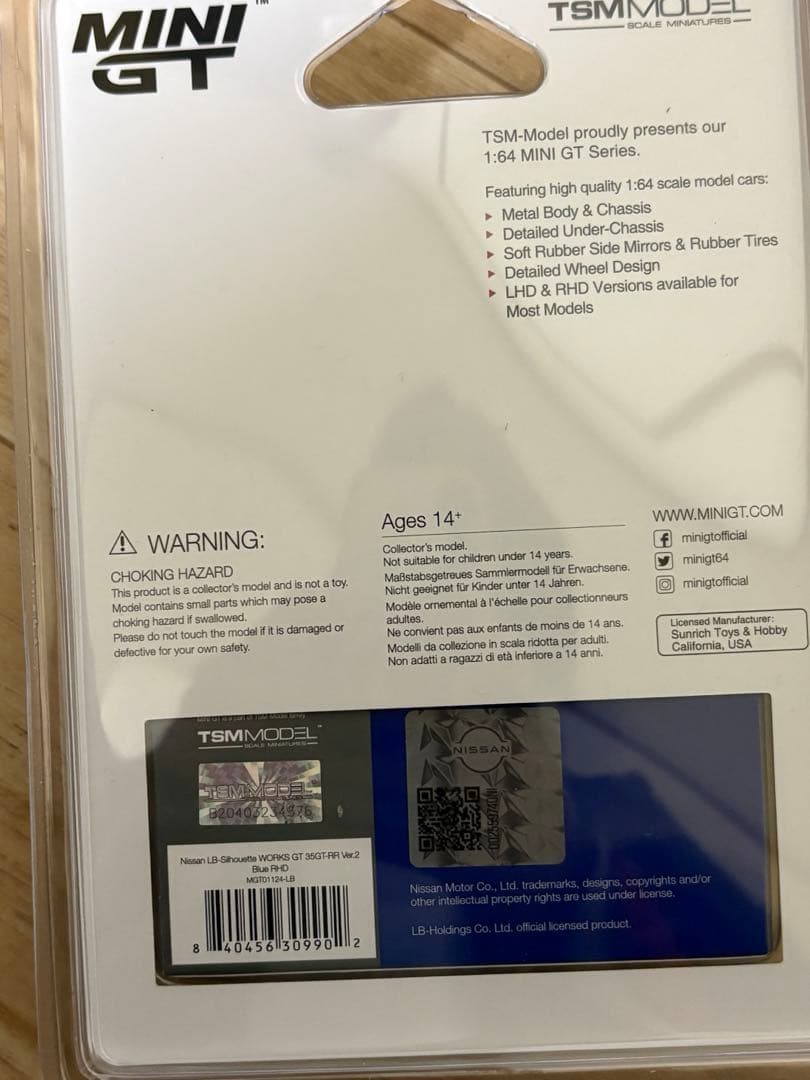 MINI GT™
TSMMODEL
SCALE MINIATURES
TSM-Model proudly presents our
1:64 MINI GT Series.
Featuring high quality 1:64 scale model cars:
Metal Body & Chassis
Detailed Under-Chassis
Soft Rubber Side Mirrors & Rubber Tires
Detailed Wheel Design
LHD & RHD Versions available for
Most Models
WARNING:
CHOKING HAZARD
This product is a collector's model and is not a toy.
Model contains small parts which may pose a
choking hazard if swallowed.
Please do not touch the model if it is damaged or
defective for your own safety.
Ages 14+
Collector's model.
Not suitable for children under 14 years.
Maßstabsgetreues Sammlermodell für Erwachsene.
Nicht geeignet für Kinder unter 14 Jahren.
Modèle ornemental à l'échelle pour collectionneurs
adultes.
Ne convient pas aux enfants de moins de 14 ans.
Modelli da collezione in scala ridotta per adulti.
Non adatti a ragazzi di età inferiore a 14 anni.
WWW.MINIGT.COM
minigtofficial
minigt64
minigtofficial
Licensed Manufacturer:
Sunrich Toys & Hobby
California, USA
TSMMODEL™
SCALE MINIATURES
TSMMODEL
Nissan LB-Silhouette WORKS GT 35GT-RR Ver.2
Blue RHD
MGT01124-LB
8 40456 30990 2
NISSAN
Nissan Motor Co., Ltd. trademarks, designs, copyrights and/or
other intellectual property rights are used under license.
LB-Holdings Co. Ltd. official licensed product.